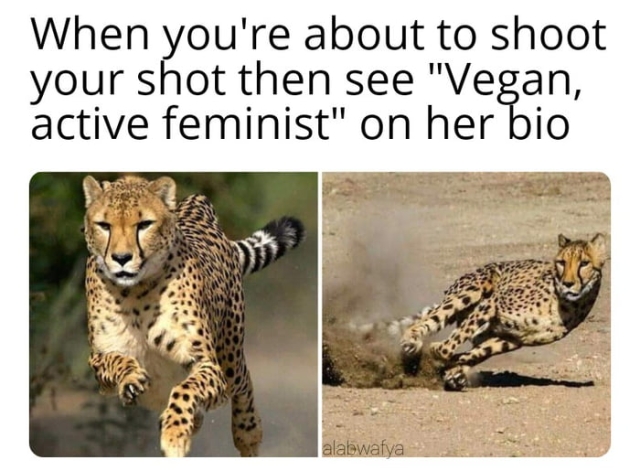 When you're about to shoot
your shot then see "Vegan,
active feminist" on her bio
alabwafya